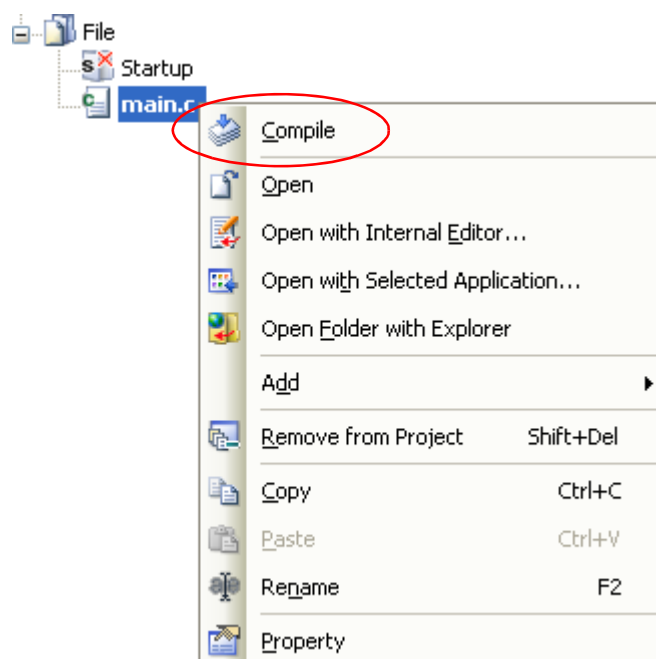 File
Startup
main.c
Compile
Open
Open with Internal Editor...
Open with Selected Application...
Open Folder with Explorer
Add
Remove from Project Shift+Del
Copy Ctrl+C
Paste Ctrl+V
Rename F2
Property